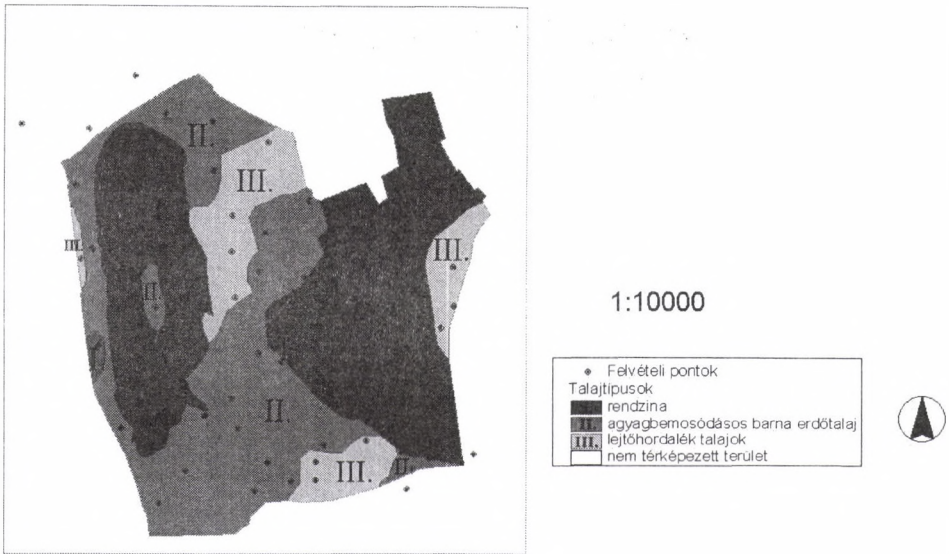 II.
III.
III.
III.
II.
II.
III.
II.
1:10000
Felvételi pontok
Talajtípusok
rendzina
II. agyagbemosódásos barna erdőtalaj
III. lejtőhordalék talajok
nem térképezett terület